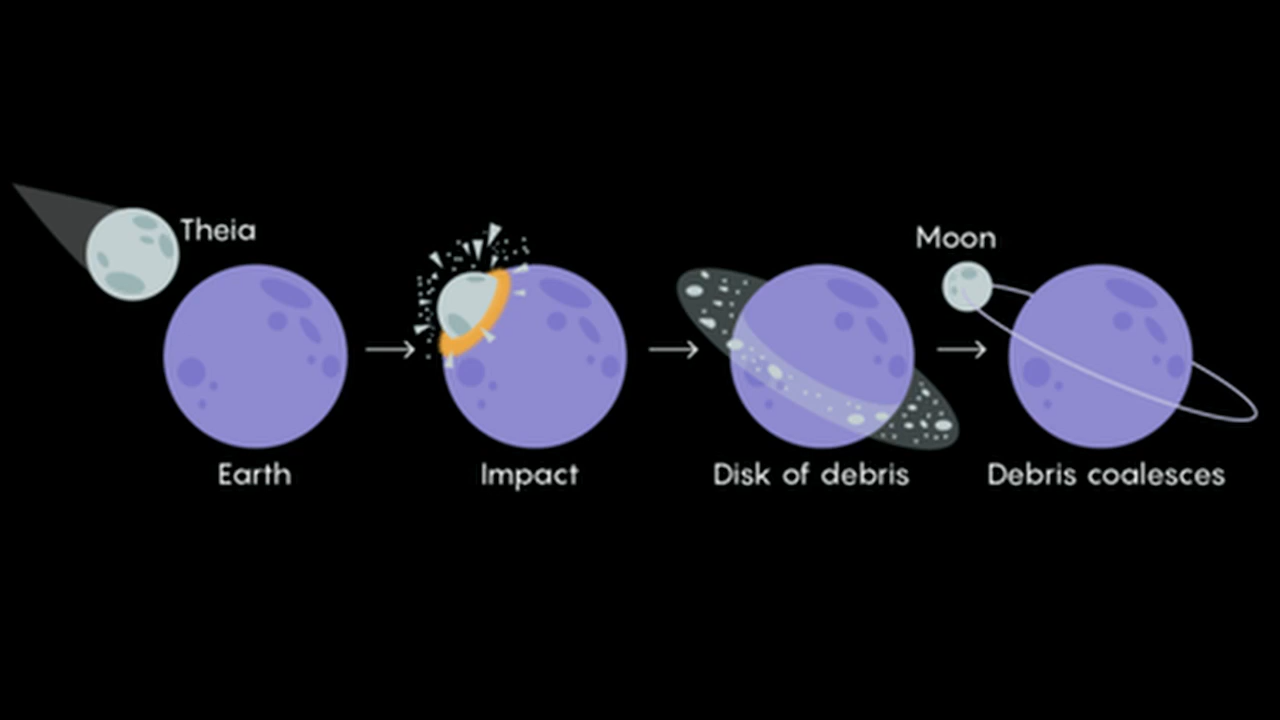 Theia
Earth
Impact
Disk of debris
Moon
Debris coalesces